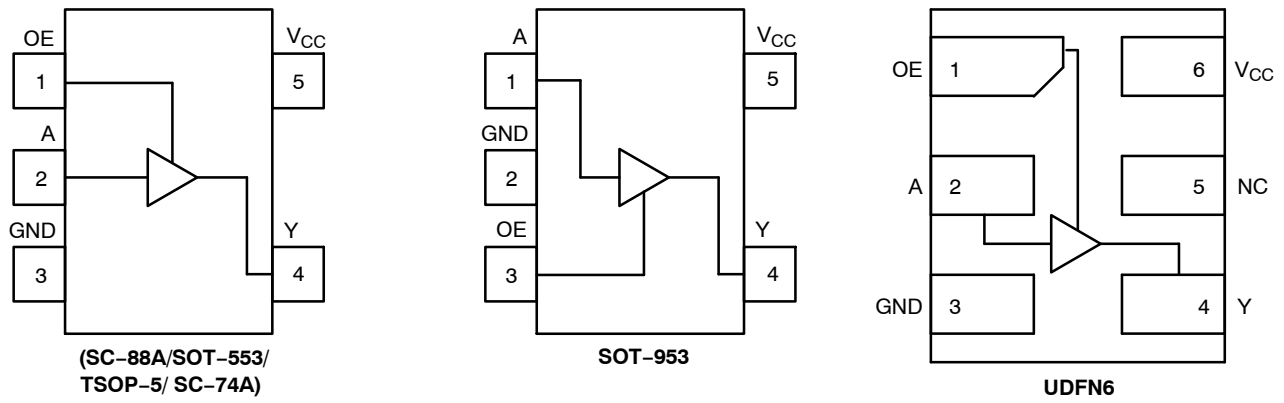 OE
1
A
2
GND
3
V_CC
5
Y
4
(SC–88A/SOT–553/
TSOP–5/ SC–74A)
A
1
GND
2
OE
3
V_CC
5
Y
4
SOT–953
OE 1
A 2
GND 3
6 V_CC
5 NC
4 Y
UDFN6